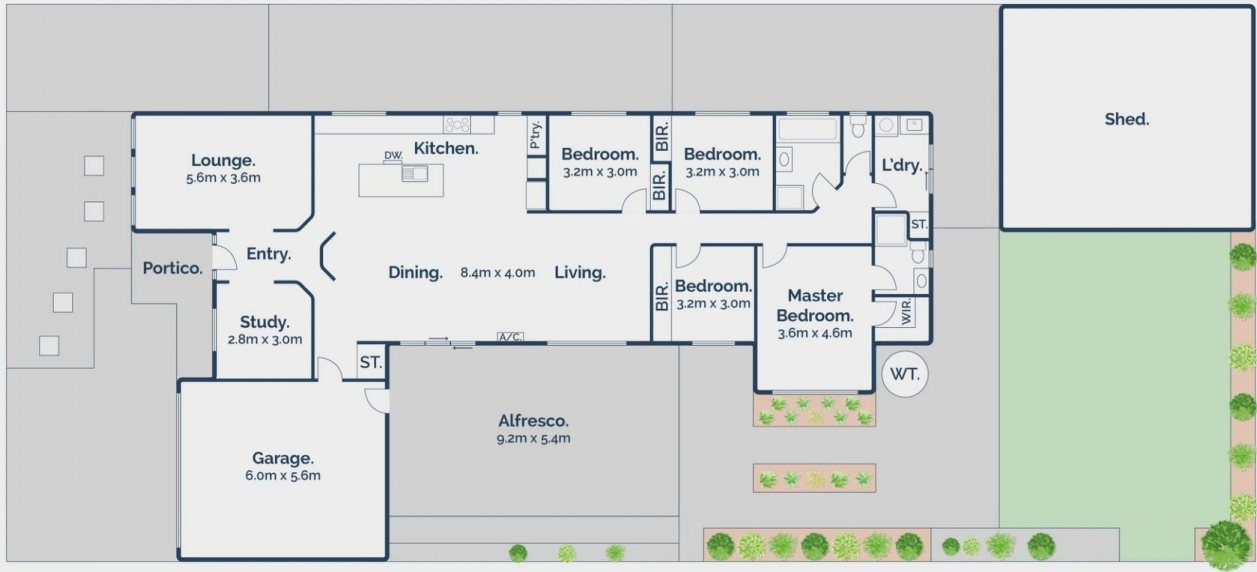 Shed.
Lounge.
5.6m x 3.6m
DW.
Kitchen.
P'try.
Bedroom.
3.2m x 3.0m
BIR.
BIR.
Bedroom.
3.2m x 3.0m
L'dry.
ST.
Portico.
Entry.
Dining. 8.4m x 4.0m Living.
BIR.
Bedroom.
3.2m x 3.0m
Master
Bedroom.
3.6m x 4.6m
WIR.
Study.
2.8m x 3.0m
A/C.
ST.
WT.
Alfresco.
9.2m x 5.4m
Garage.
6.0m x 5.6m